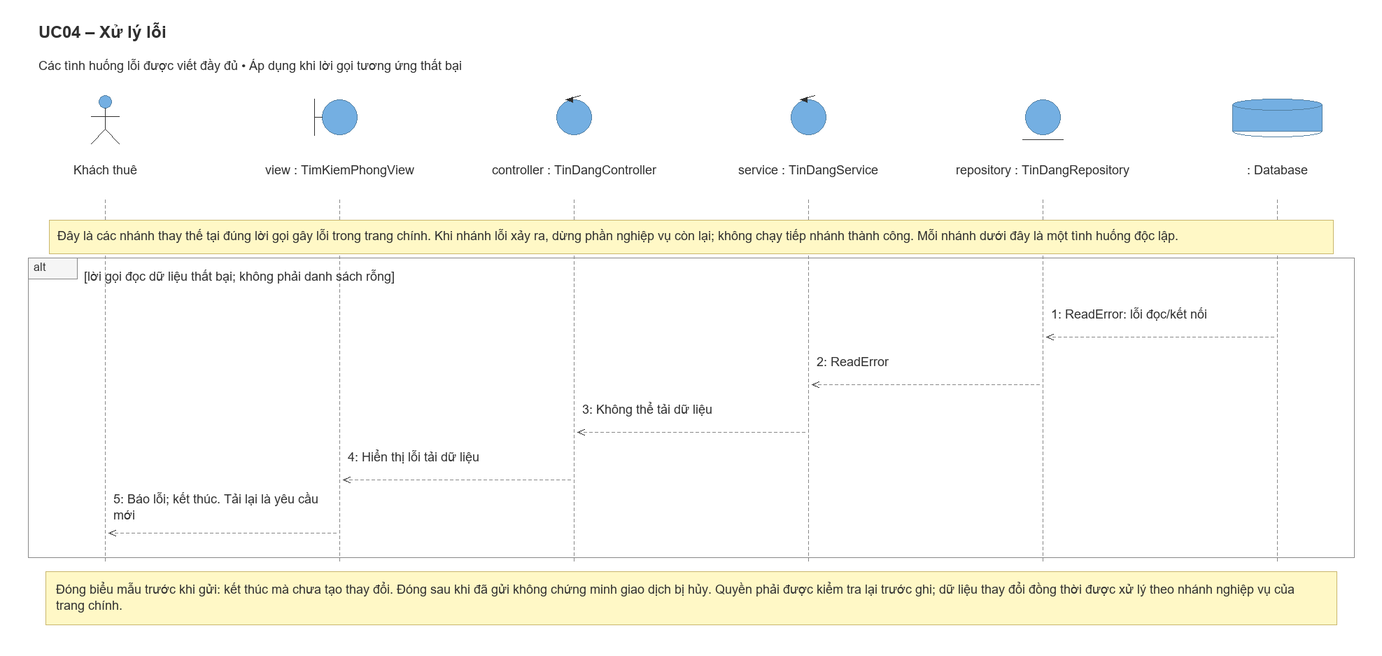 UC04 – Xử lý lỗi
Các tình huống lỗi được viết đầy đủ • Áp dụng khi lời gọi tương ứng thất bại
Khách thuê
view : TimKiemPhongView
controller : TinDangController
service : TinDangService
repository : TinDangRepository
: Database
Đây là các nhánh thay thế tại đúng lời gọi gây lỗi trong trang chính. Khi nhánh lỗi xảy ra, dừng phần nghiệp vụ còn lại; không chạy tiếp nhánh thành công. Mỗi nhánh dưới đây là một tình huống độc lập.
alt
[lời gọi đọc dữ liệu thất bại; không phải danh sách rỗng]
1: ReadError: lỗi đọc/kết nối
2: ReadError
3: Không thể tải dữ liệu
4: Hiển thị lỗi tải dữ liệu
5: Báo lỗi; kết thúc. Tải lại là yêu cầu
mới
Đóng biểu mẫu trước khi gửi: kết thúc mà chưa tạo thay đổi. Đóng sau khi đã gửi không chứng minh giao dịch bị hủy. Quyền phải được kiểm tra lại trước ghi; dữ liệu thay đổi đồng thời được xử lý theo nhánh nghiệp vụ của
trang chính.